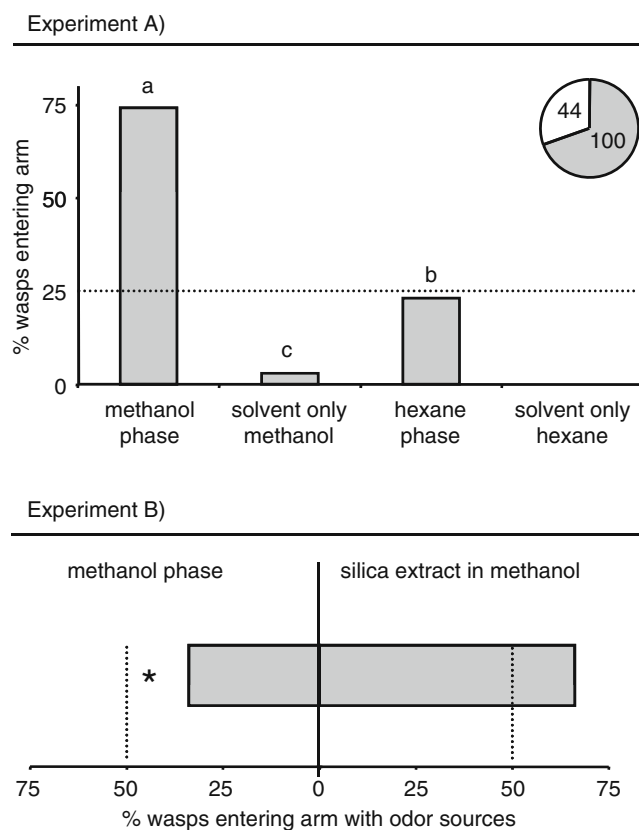 Experiment A)
% wasps entering arm
75
50
25
0
a
c
b
44
100
methanol
phase
solvent only
methanol
hexane
phase
solvent only
hexane
Experiment B)
methanol phase
silica extract in methanol
*
75
50
25
0
25
50
75
% wasps entering arm with odor sources